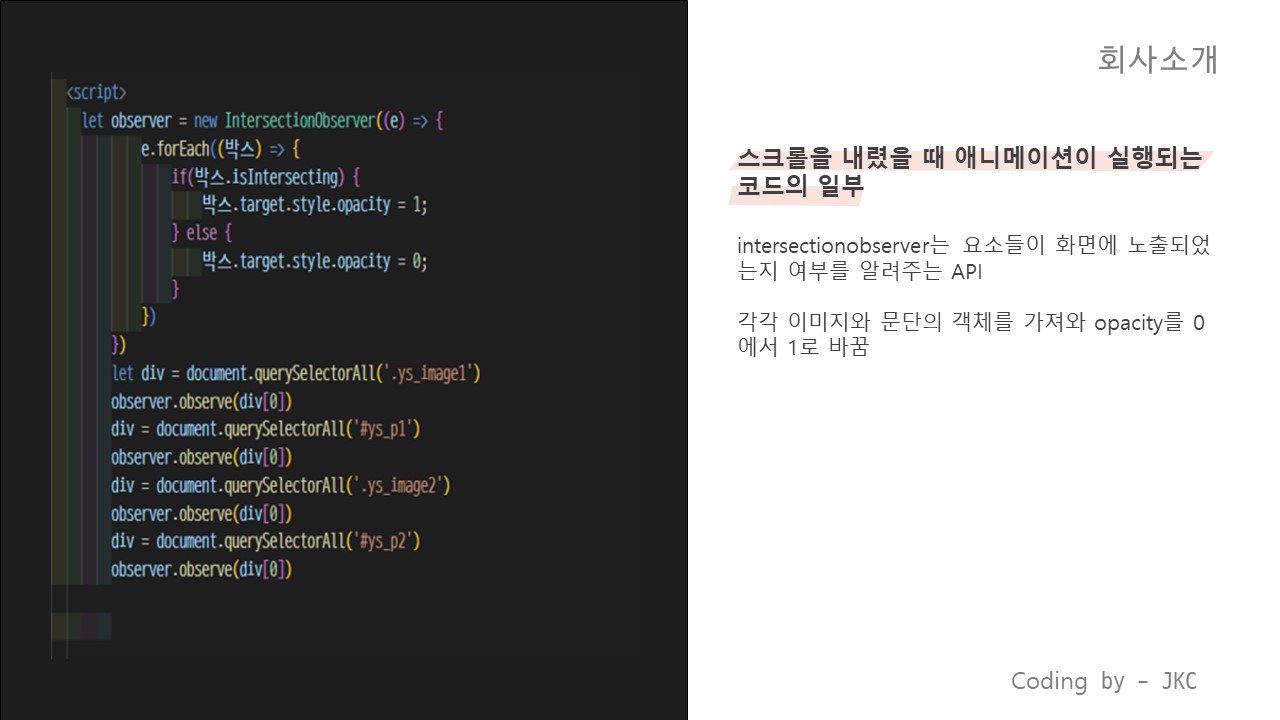 <script>
let observer = new IntersectionObserver((e) => {
e.forEach((박스) => {
if(박스.isIntersecting) {
박스.target.style.opacity = 1;
} else {
박스.target.style.opacity = 0;
}
})
})
let div = document.querySelectorAll('.ys_image1')
observer.observe(div[0])
div = document.querySelectorAll('#ys_p1')
observer.observe(div[0])
div = document.querySelectorAll('.ys_image2')
observer.observe(div[0])
div = document.querySelectorAll('#ys_p2')
observer.observe(div[0])
회사소개
스크롤을 내렸을 때 애니메이션이 실행되는
코드의 일부
intersectionobserver는 요소들이 화면에 노출되었
는지 여부를 알려주는 API
각각 이미지와 문단의 객체를 가져와 opacity를 0
에서 1로 바꿈
Coding by – JKC